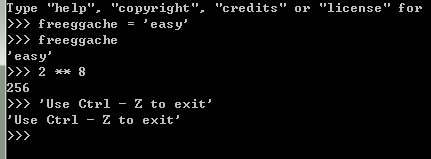 Type "help", "copyright", "credits" or "license" for
>>> freeggache = 'easy'
>>> freeggache
'easy'
>>> 2 ** 8
256
>>> 'Use Ctrl - Z to exit'
'Use Ctrl - Z to exit'
>>>